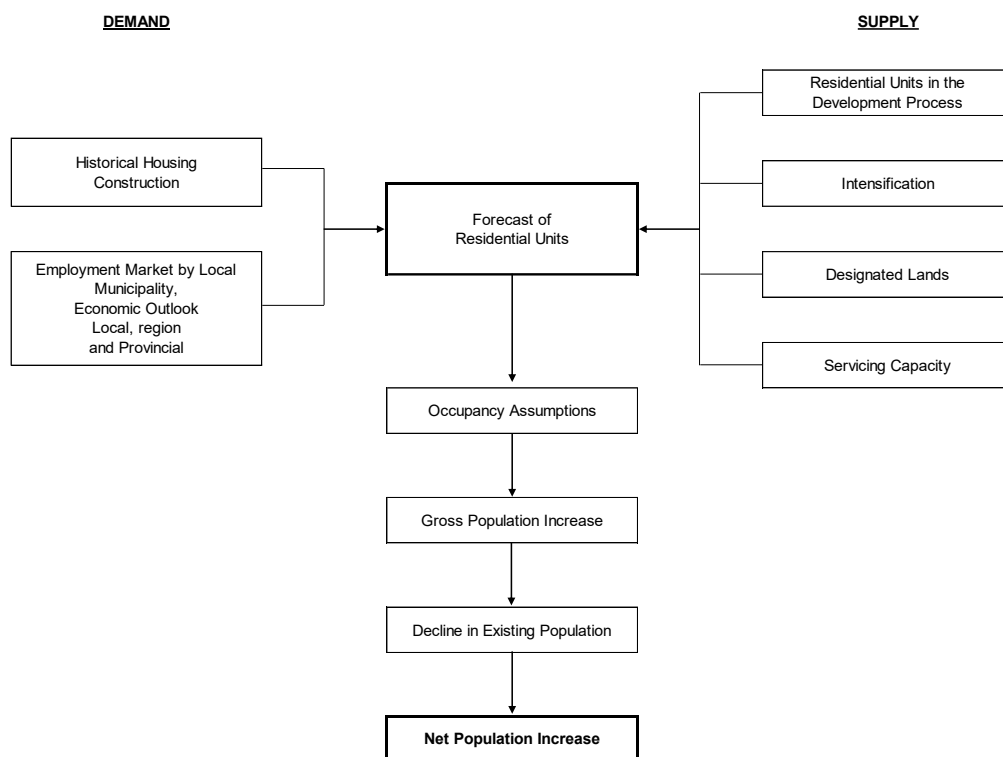 DEMAND
SUPPLY
Residential Units in the
Development Process
Historical Housing
Construction
Intensification
Forecast of
Residential Units
Employment Market by Local
Municipality,
Economic Outlook
Local, region
and Provincial
Designated Lands
Servicing Capacity
Occupancy Assumptions
Gross Population Increase
Decline in Existing Population
Net Population Increase